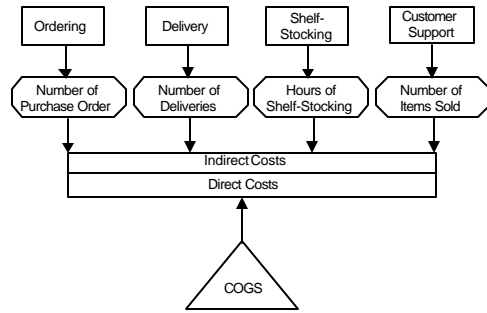 Ordering
Delivery
Shelf-
Stocking
Customer
Support
Number of
Purchase Order
Number of
Deliveries
Hours of
Shelf-Stocking
Number of
Items Sold
Indirect Costs
Direct Costs
COGS